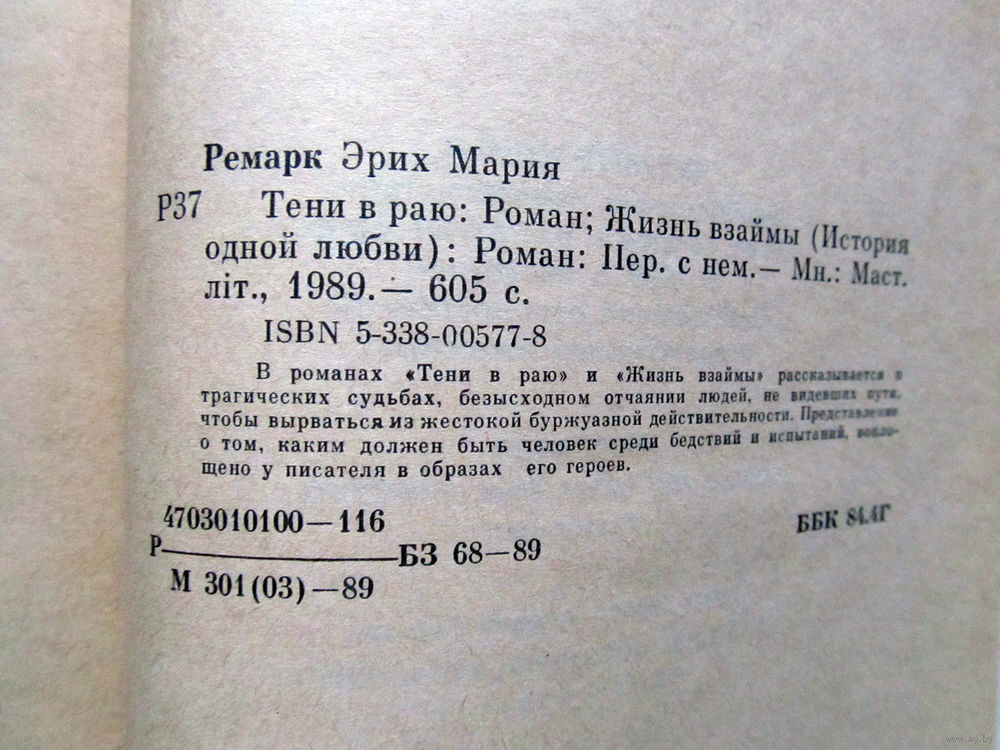 Ремарк Эрих Мария
Р37 Тени в раю: Роман; Жизнь взаймы (История
одной любви): Роман: Пер. с нем.— Мн.: Маст.
літ., 1989.— 605 с.
ISBN 5-338-00577-8
В романах «Тени в раю» и «Жизнь взаймы» рассказывается о
трагических судьбах, безысходном отчаянии людей, не видевших пути,
чтобы вырваться из жестокой буржуазной действительности. Представление
о том, каким должен быть человек среди бедствий и испытаний, вопло-
щено у писателя в образах его героев.
4703010100—116
Р————БЗ 68—89
М 301(03)—89
ББК 84.4Г
www.ay.by